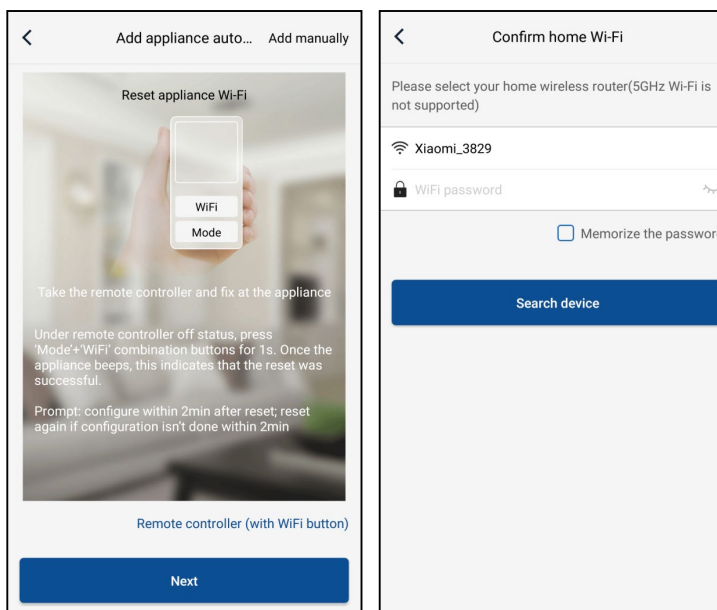 Add appliance auto... Add manually
Reset appliance Wi-Fi
WiFi
Mode
Take the remote controller and fix at the appliance
Under remote controller off status, press
'Mode'+'WiFi' combination buttons for 1s. Once the
appliance beeps, this indicates that the reset was
successful.
Prompt: configure within 2min after reset; reset
again if configuration isn't done within 2min
Remote controller (with WiFi button)
Next
Confirm home Wi-Fi
Please select your home wireless router(5GHz Wi-Fi is
not supported)
Xiaomi_3829
WiFi password
Memorize the passwor
Search device